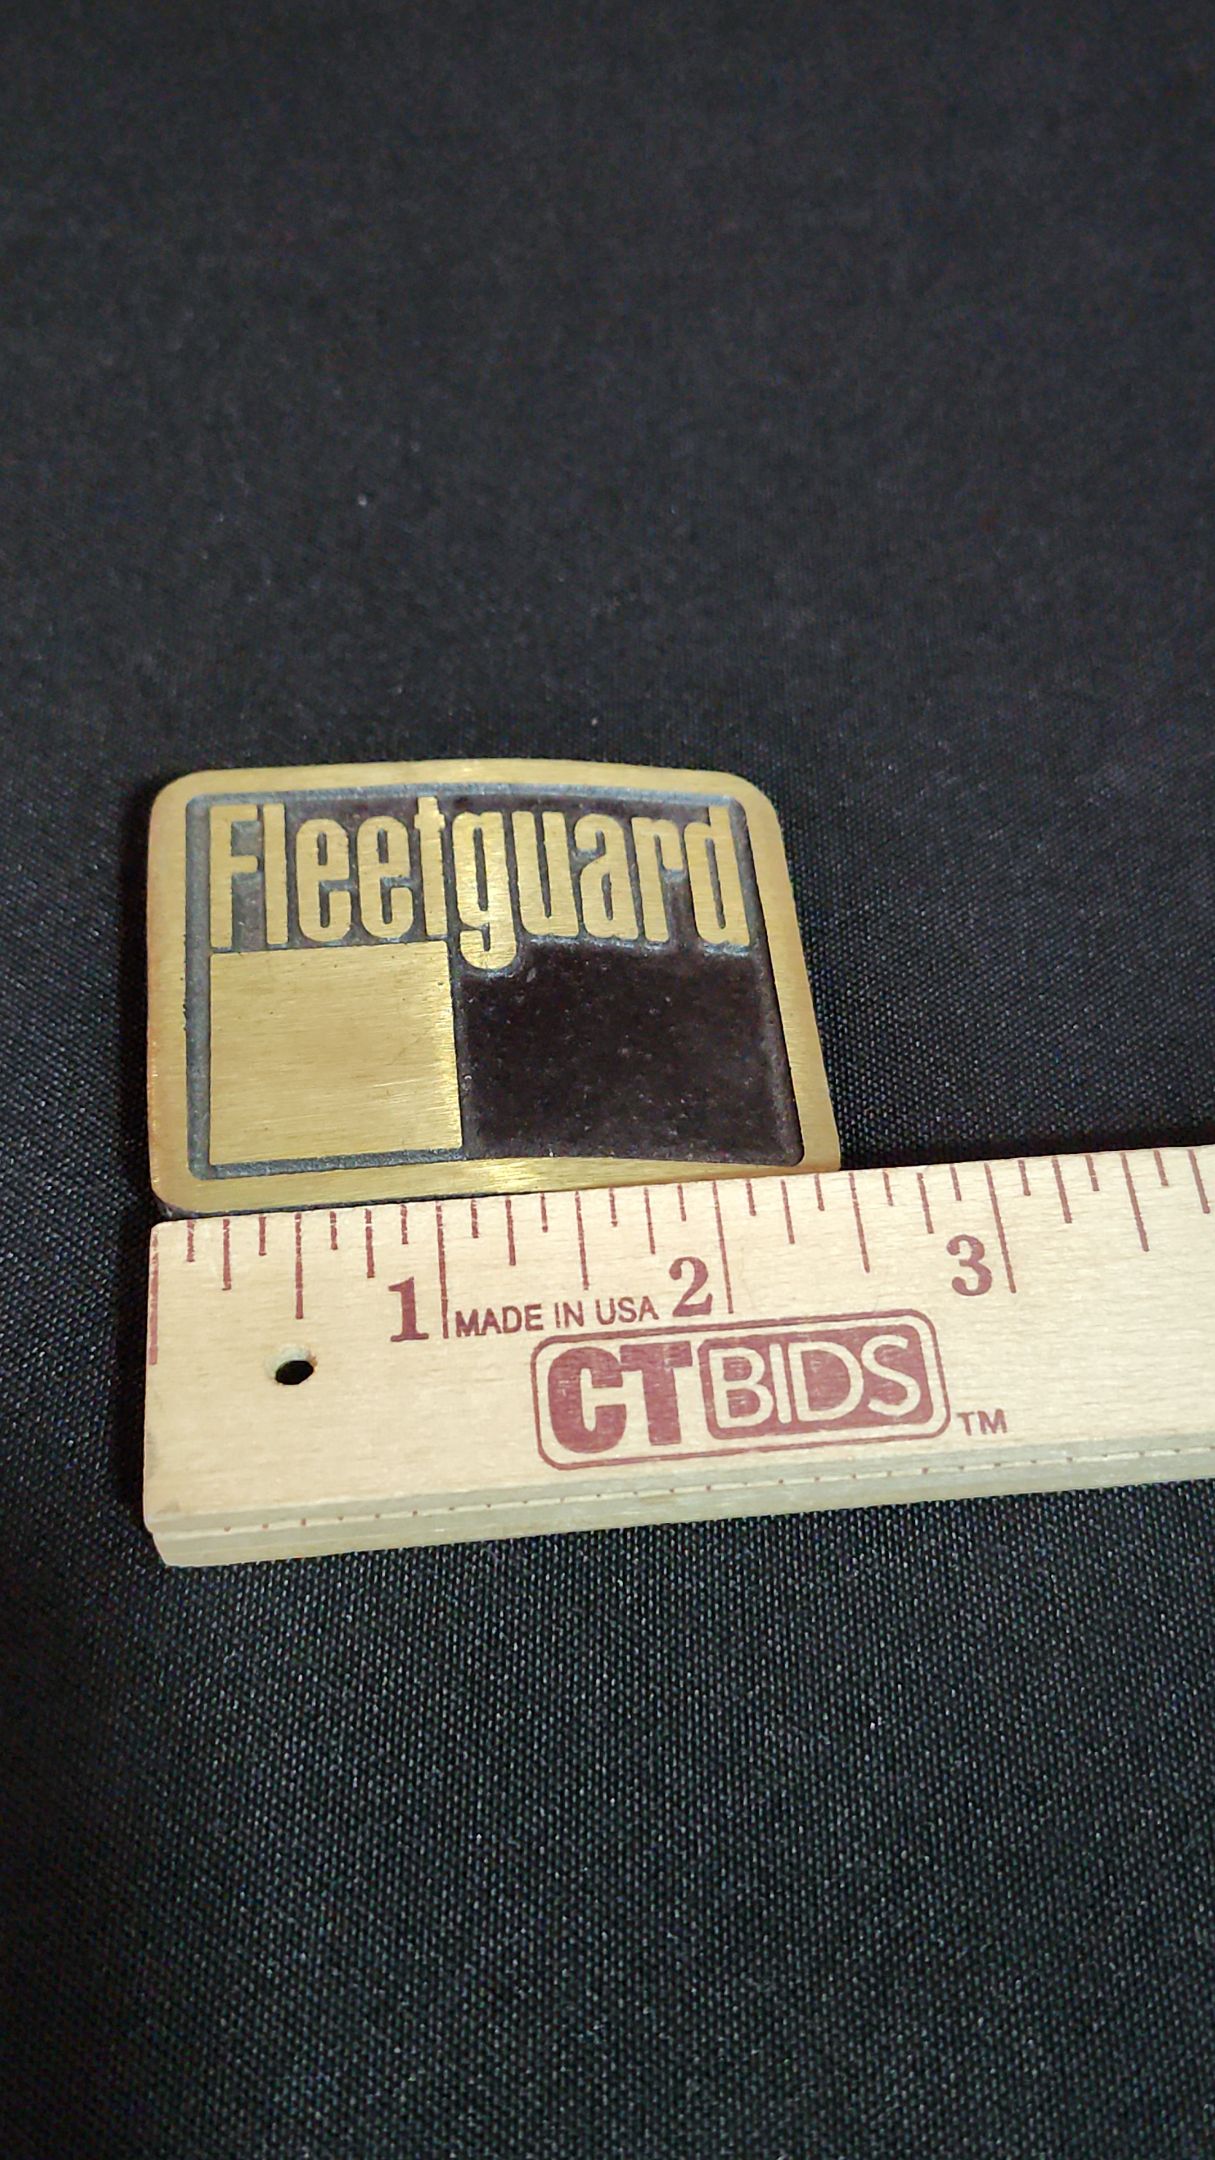 Fleetguard
1 2 3
MADE IN USA
CTBIDS TM